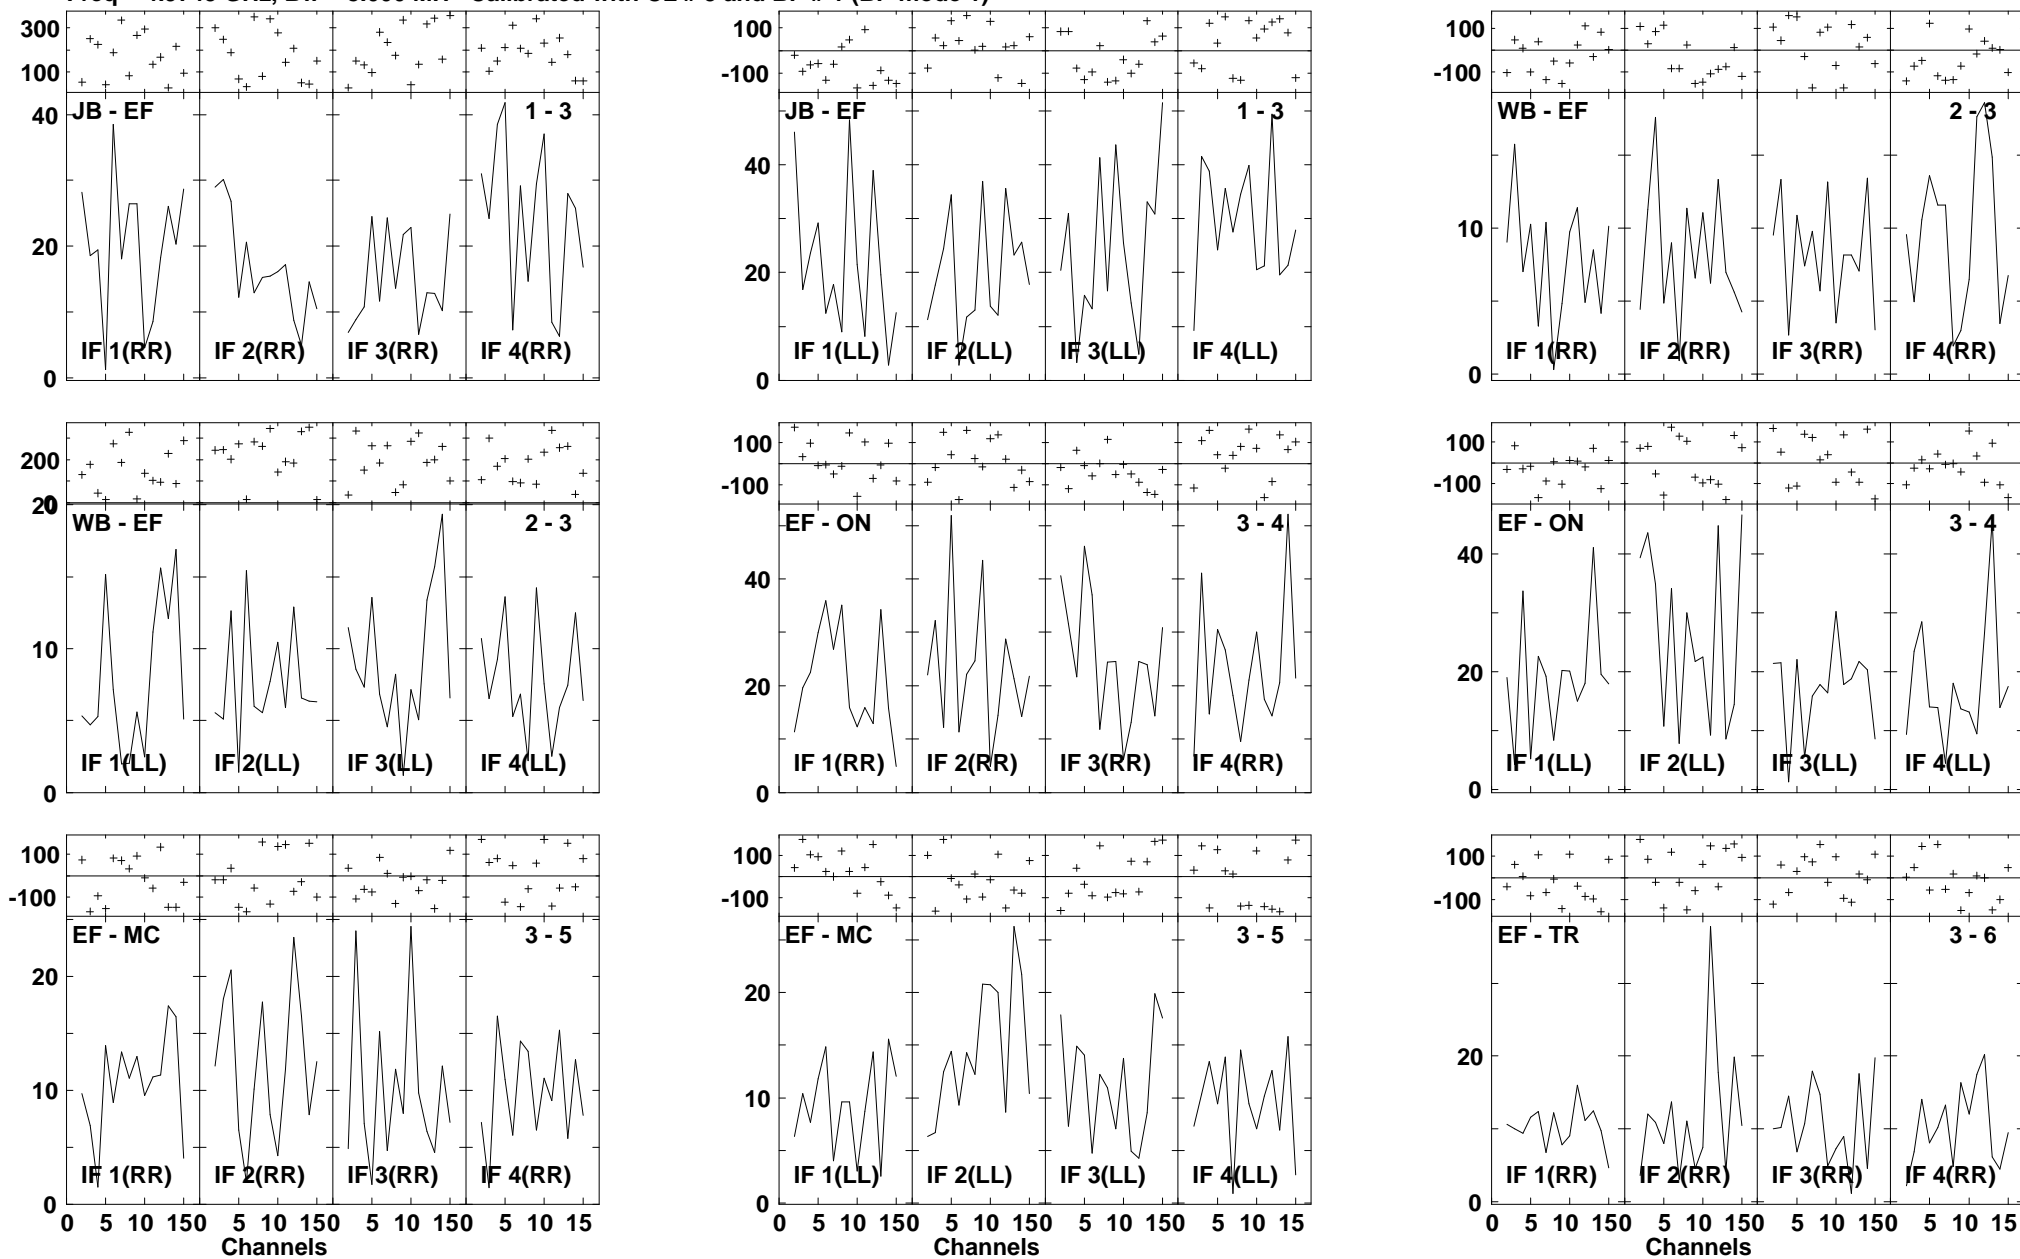 300
100
JB - EF
1 - 3
40
20
0
IF 1(RR)
IF 2(RR)
IF 3(RR)
IF 4(RR)
100
-100
JB - EF
1 - 3
40
20
0
IF 1(LL)
IF 2(LL)
IF 3(LL)
IF 4(LL)
100
-100
WB - EF
2 - 3
10
0
IF 1(RR)
IF 2(RR)
IF 3(RR)
IF 4(RR)
200
0
20
WB - EF
2 - 3
10
0
IF 1(LL)
IF 2(LL)
IF 3(LL)
IF 4(LL)
100
-100
EF - ON
3 - 4
40
20
0
IF 1(RR)
IF 2(RR)
IF 3(RR)
IF 4(RR)
100
-100
EF - ON
3 - 4
40
20
0
IF 1(LL)
IF 2(LL)
IF 3(LL)
IF 4(LL)
100
-100
EF - MC
3 - 5
20
10
0
IF 1(RR)
IF 2(RR)
IF 3(RR)
IF 4(RR)
0 5 10 150 5 10 150 5 10 150 5 10 15
Channels
100
-100
EF - MC
3 - 5
20
10
0
IF 1(LL)
IF 2(LL)
IF 3(LL)
IF 4(LL)
0 5 10 150 5 10 150 5 10 150 5 10 15
Channels
100
-100
EF - TR
3 - 6
20
0
IF 1(RR)
IF 2(RR)
IF 3(RR)
IF 4(RR)
0 5 10 150 5 10 150 5 10 150 5 10 15
Channels